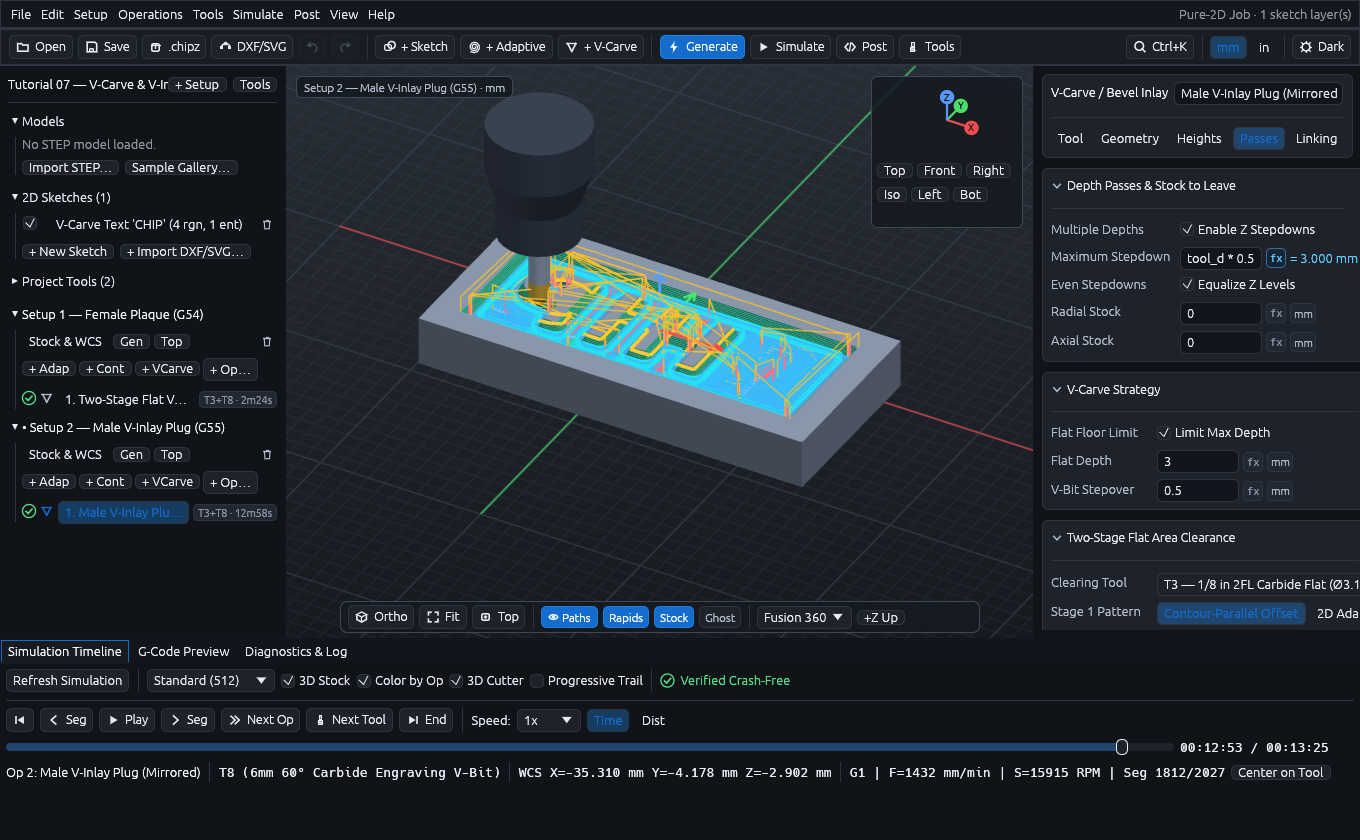 File Edit Setup Operations Tools Simulate Post View Help
Pure-2D Job · 1 sketch layer(s)
Open Save .chipz DXF/SVG + Sketch + Adaptive + V-Carve Generate Simulate Post Tools Ctrl+K mm in Dark
Tutorial 07 — V-Carve & V-Ir + Setup Tools
Models
No STEP model loaded.
Import STEP… Sample Gallery…
2D Sketches (1)
V-Carve Text 'CHIP' (4 rgn, 1 ent)
+ New Sketch + Import DXF/SVG…
Project Tools (2)
Setup 1 — Female Plaque (G54)
Stock & WCS Gen Top
+ Adap + Cont + VCarve + Op…
1. Two-Stage Flat V… T3+T8 · 2m24s
• Setup 2 — Male V-Inlay Plug (G55)
Stock & WCS Gen Top
+ Adap + Cont + VCarve + Op…
1. Male V-Inlay Plu… T3+T8 · 12m58s
Setup 2 — Male V-Inlay Plug (G55) · mm
Z Y X
Top Front Right
Iso Left Bot
Ortho Fit Top Paths Rapids Stock Ghost Fusion 360 +Z Up
V-Carve / Bevel Inlay Male V-Inlay Plug (Mirrored
Tool Geometry Heights Passes Linking
Depth Passes & Stock to Leave
Multiple Depths Enable Z Stepdowns
Maximum Stepdown tool_d * 0.5 fx = 3.000 mm
Even Stepdowns Equalize Z Levels
Radial Stock 0 fx mm
Axial Stock 0 fx mm
V-Carve Strategy
Flat Floor Limit Limit Max Depth
Flat Depth 3 fx mm
V-Bit Stepover 0.5 fx mm
Two-Stage Flat Area Clearance
Clearing Tool T3 — 1/8 in 2FL Carbide Flat (Ø3.1
Stage 1 Pattern Contour-Parallel Offset 2D Ada
Simulation Timeline G-Code Preview Diagnostics & Log
Refresh Simulation Standard (512) 3D Stock Color by Op 3D Cutter Progressive Trail Verified Crash-Free
Seg Play Seg Next Op Next Tool End Speed: 1x Time Dist
00:12:53 / 00:13:25
Op 2: Male V-Inlay Plug (Mirrored) T8 (6mm 60° Carbide Engraving V-Bit) WCS X=-35.310 mm Y=-4.178 mm Z=-2.902 mm G1 | F=1432 mm/min | S=15915 RPM | Seg 1812/2027 Center on Tool